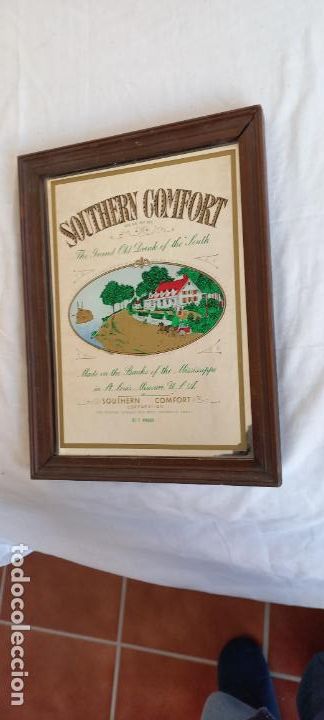 SOUTHERN COMFORT
The Grand Old Drink of the South
Made on the Banks of the Mississippi
in St. Louis, Missouri, U.S.A.
SOUTHERN COMFORT
CORPORATION
todocoleccion